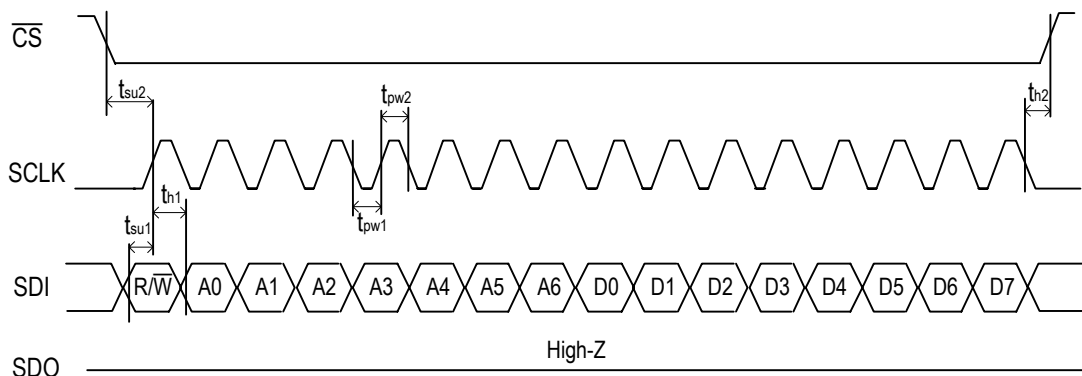 CS
tsu2
tpw2
th2
SCLK
th1
tsu1
tpw1
SDI
R/W A0 A1 A2 A3 A4 A5 A6 D0 D1 D2 D3 D4 D5 D6 D7
High-Z
SDO